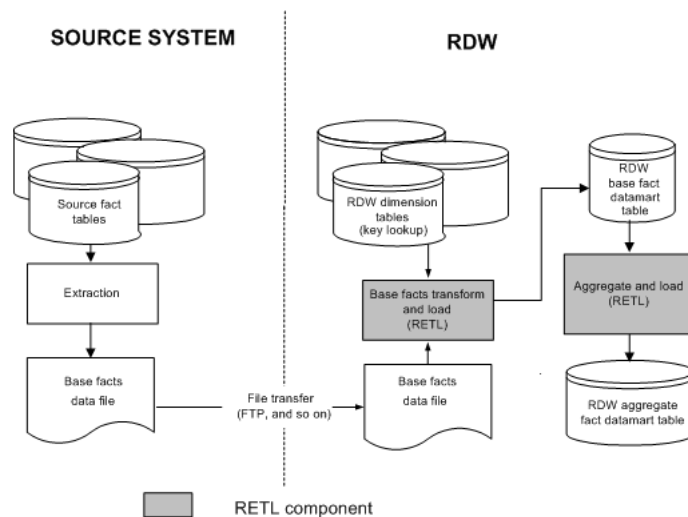 SOURCE SYSTEM
RDW
Source fact
tables
Extraction
Base facts
data file
File transfer
(FTP, and so on)
RDW dimension
tables
(key lookup)
Base facts transform
and load
(RETL)
Base facts
data file
RDW
base fact
datamart
table
Aggregate and load
(RETL)
RDW aggregate
fact datamart table
RETL component